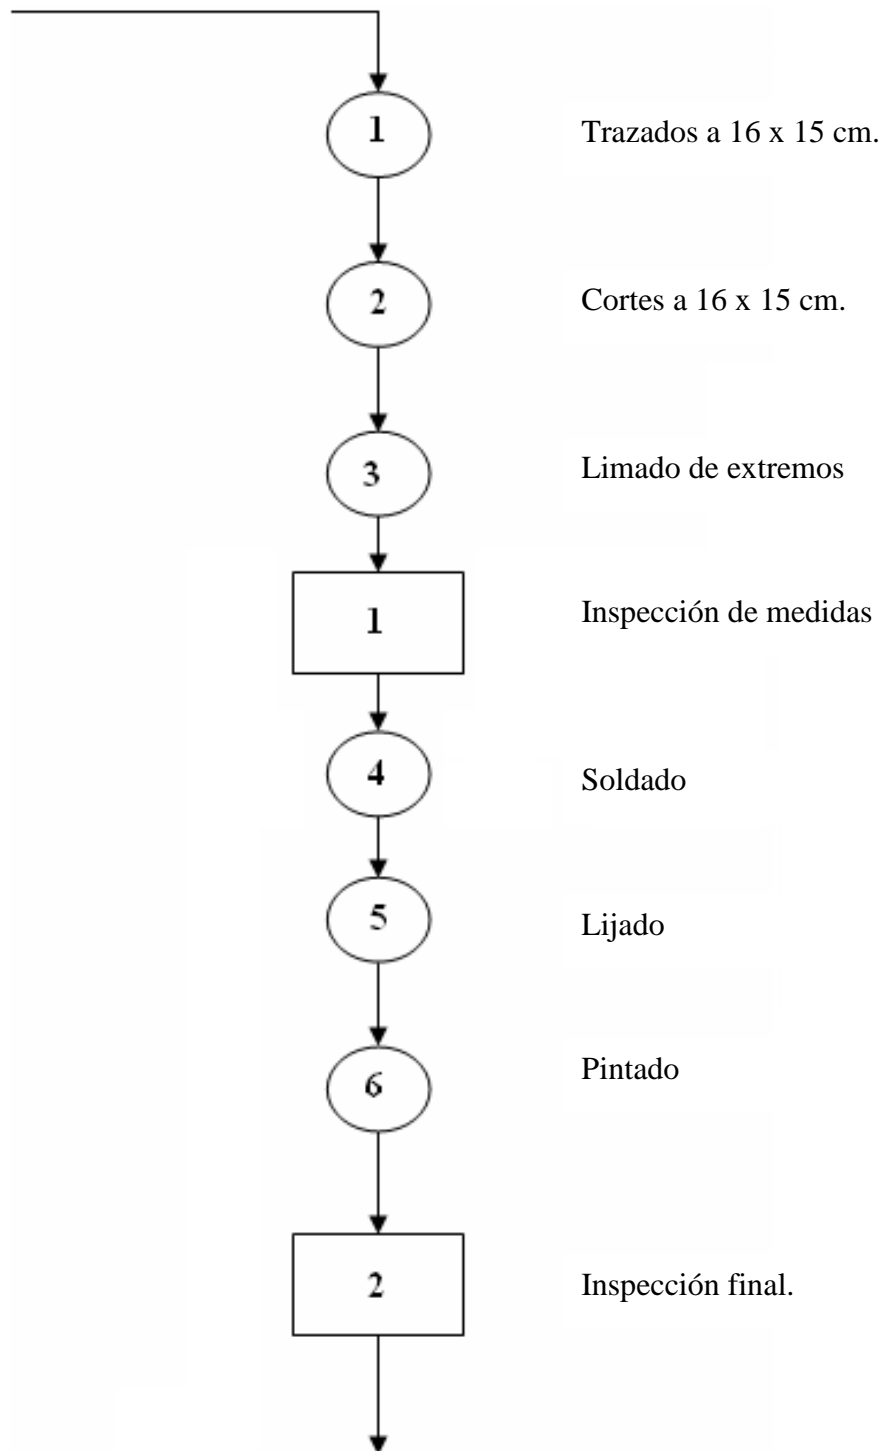 1 Trazados a 16 x 15 cm.
2 Cortes a 16 x 15 cm.
3 Limado de extremos
1 Inspección de medidas
4 Soldado
5 Lijado
6 Pintado
2 Inspección final.